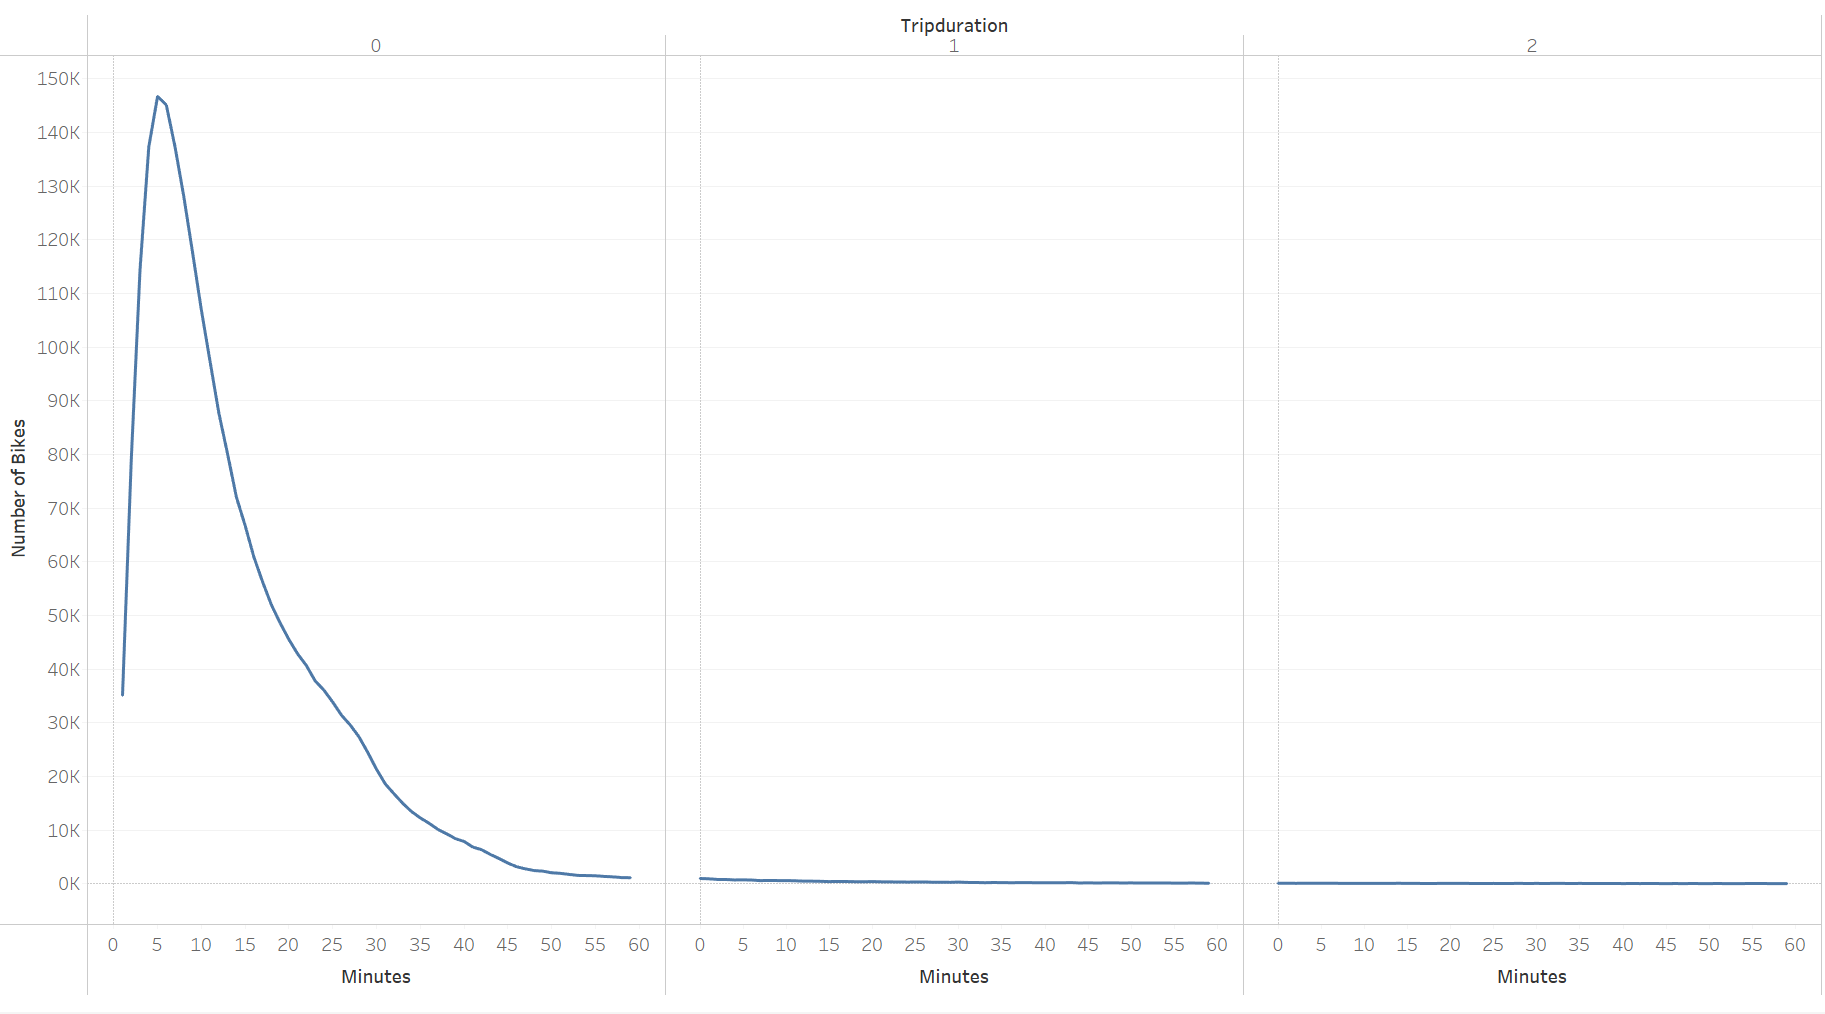 Tripduration
0 1 2
150K
140K
130K
120K
110K
100K
90K
80K
70K
60K
50K
40K
30K
20K
10K
0K
Number of Bikes
0 5 10 15 20 25 30 35 40 45 50 55 60 0 5 10 15 20 25 30 35 40 45 50 55 60 0 5 10 15 20 25 30 35 40 45 50 55 60
Minutes Minutes Minutes